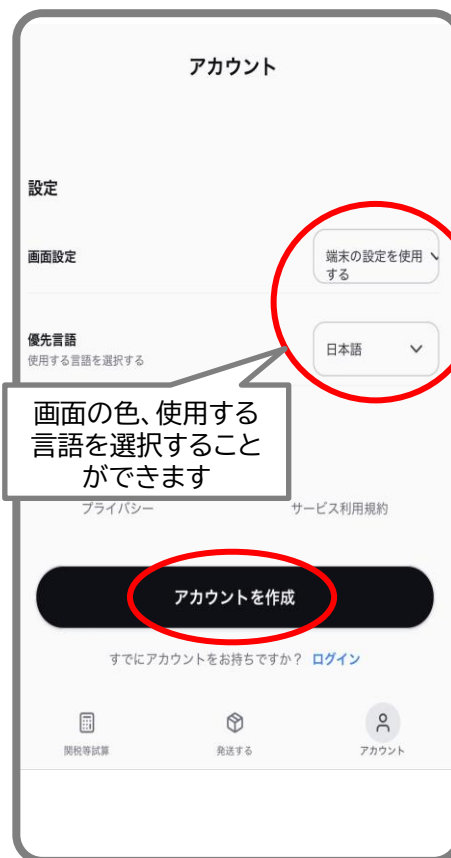 アカウント
設定
画面設定
端末の設定を使用
する
優先言語
使用する言語を選択する
日本語
画面の色、使用する
言語を選択すること
ができます
プライバシー
サービス利用規約
アカウントを作成
すでにアカウントをお持ちですか？ ログイン
関税等試算
発送する
アカウント